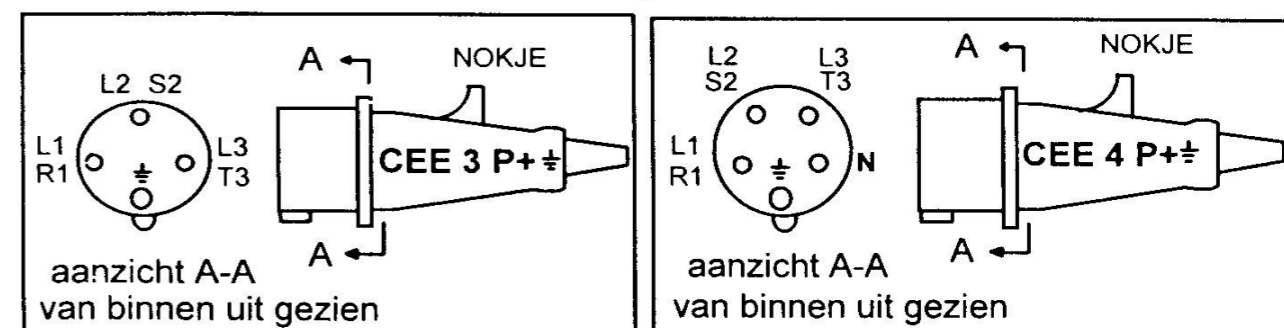 A
NOKJE
L2 S2
L1
R1
L3
T3
CEE 3 P+
A
aanzicht A-A
van binnen uit gezien
A
NOKJE
L2
S2
L3
T3
L1
R1
N
CEE 4 P+
A
aanzicht A-A
van binnen uit gezien